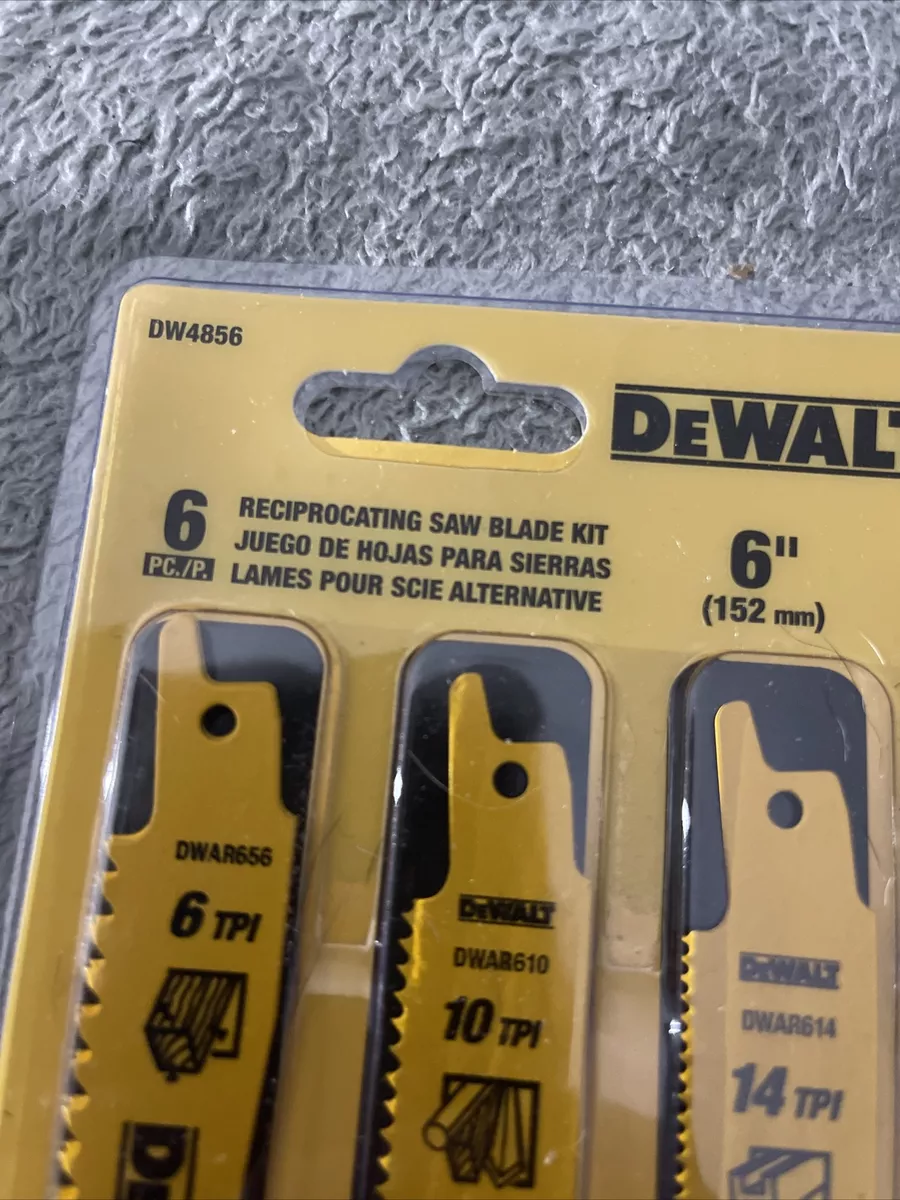 DW4856
DEWALT
6
PC./P.
RECIPROCATING SAW BLADE KIT
JUEGO DE HOJAS PARA SIERRAS
LAMES POUR SCIE ALTERNATIVE
6"
(152 mm)
DWAR656
6 TPI
DEWALT
DWAR610
10 TPI
DEWALT
DWAR614
14 TPI